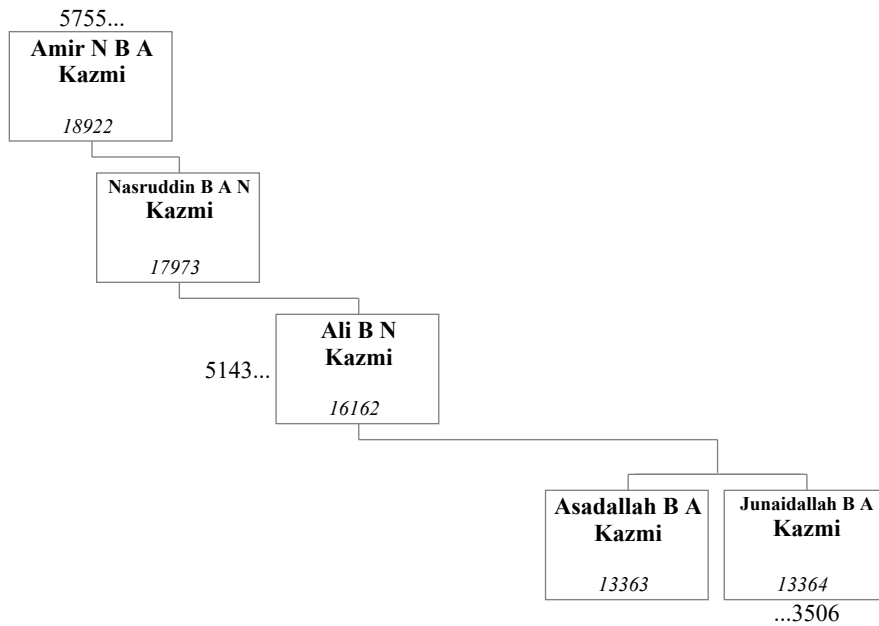 5755...
Amir N B A
Kazmi
18922
Nasruddin B A N
Kazmi
17973
Ali B N
Kazmi
5143...
16162
Asadallah B A
Kazmi
13363
Junaidallah B A
Kazmi
13364
...3506